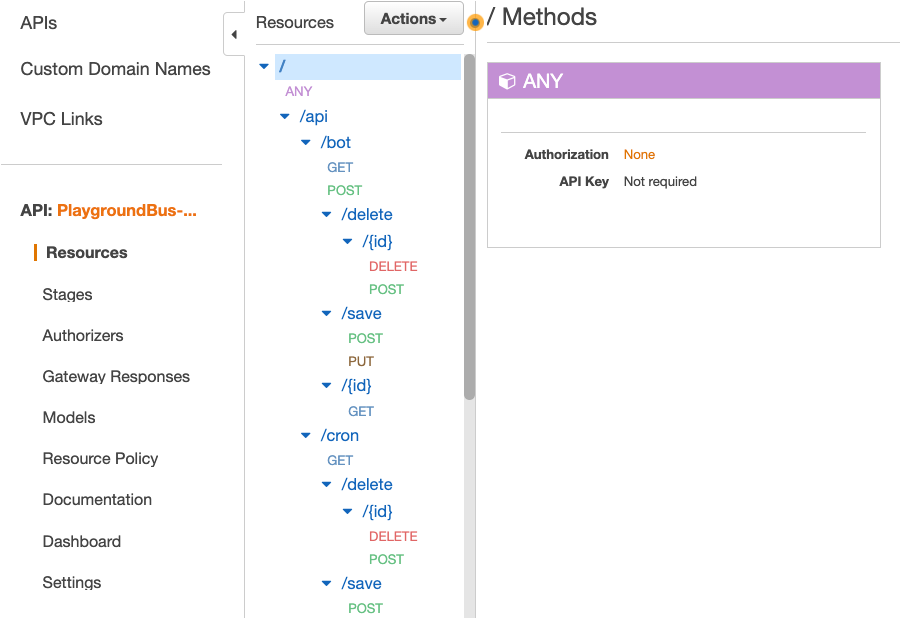 APIs
Custom Domain Names
VPC Links
API: PlaygroundBus-...
Resources
Stages
Authorizers
Gateway Responses
Models
Resource Policy
Documentation
Dashboard
Settings
Resources
Actions
/
ANY
/api
/bot
GET
POST
/delete
/{id}
DELETE
POST
/save
POST
PUT
/{id}
GET
/cron
GET
/delete
/{id}
DELETE
POST
/save
POST
/ Methods
ANY
Authorization None
API Key Not required